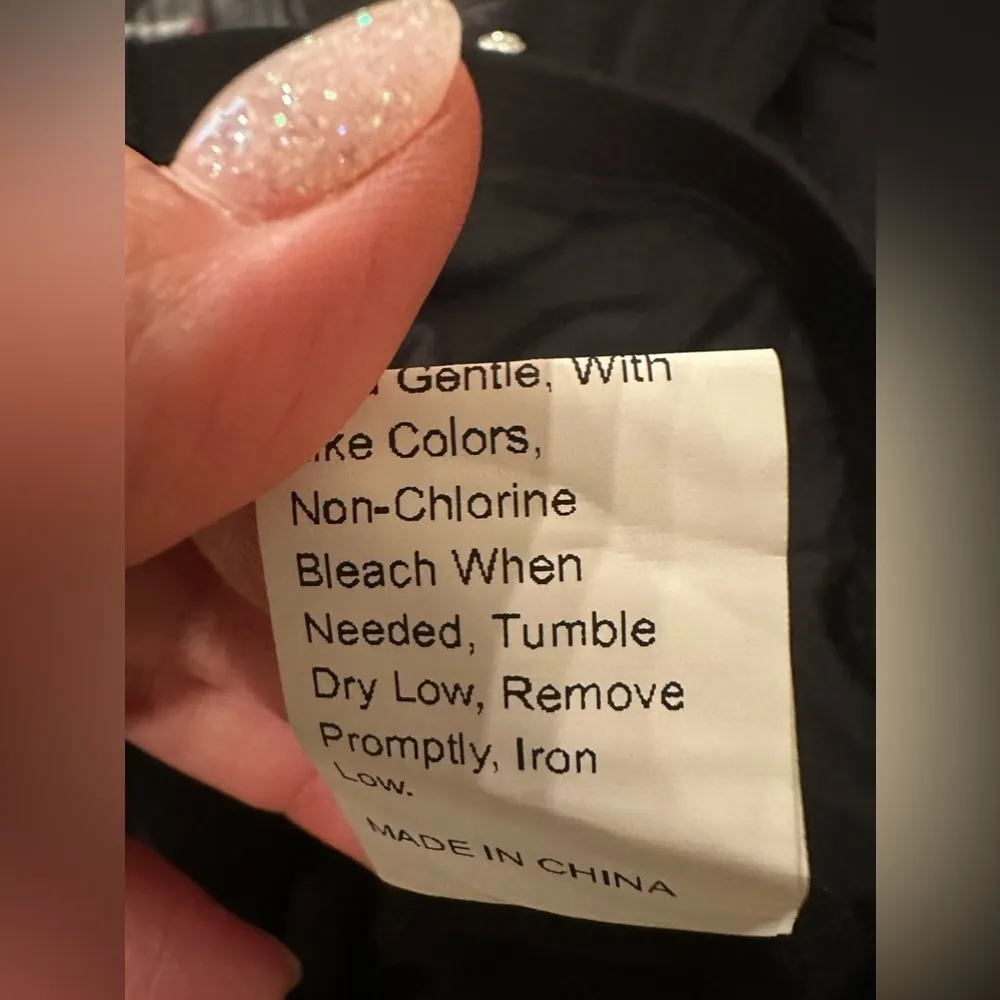 Gentle, With
Colors,
Non-Chlorine
Bleach When
Needed, Tumble
Dry Low, Remove
Promptly, Iron
Low.
MADE IN CHINA